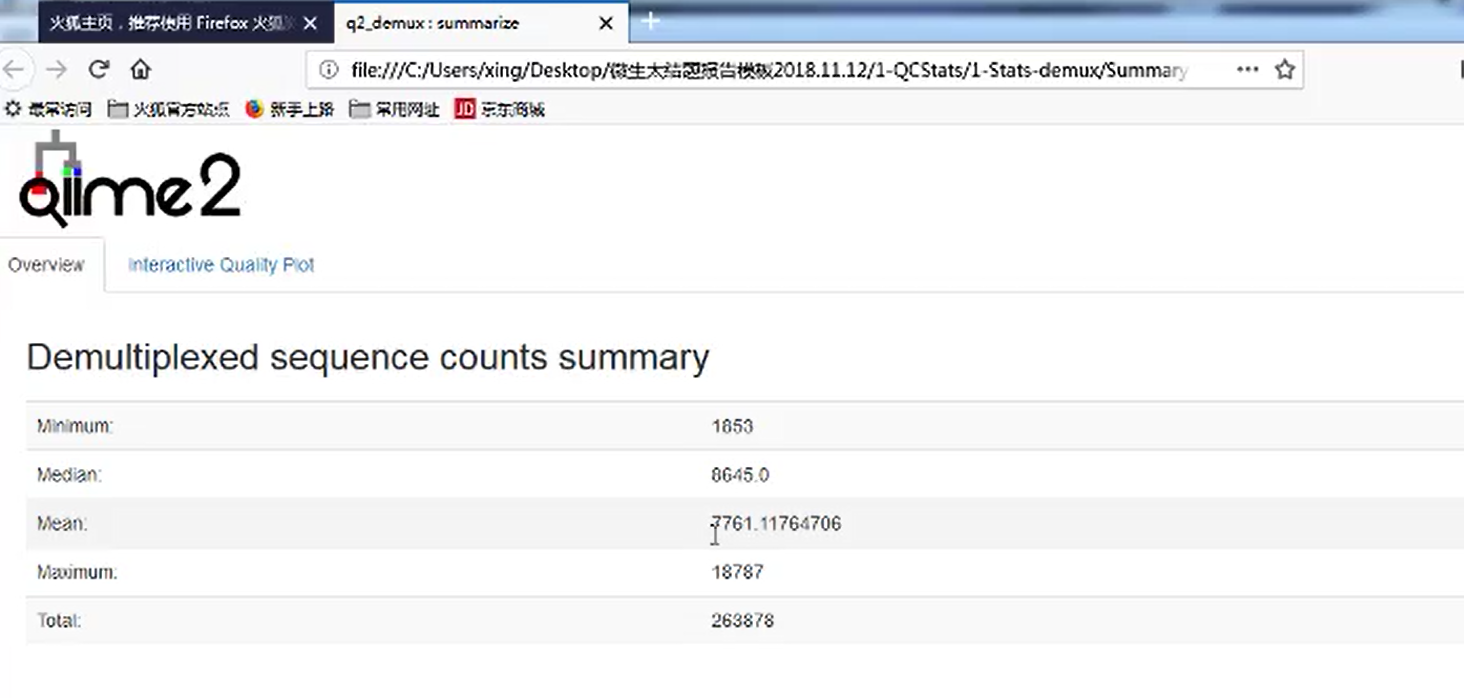 火狐主页，推荐使用 Firefox 火狐
q2_demux : summarize
file:///C:/Users/xing/Desktop/微生太结题报告模板2018.11.12/1-QCStats/1-Stats-demux/Summary
最常访问 火狐官方站点 新手上路 常用网址 JD 京东商城
qiime2
Overview Interactive Quality Plot
Demultiplexed sequence counts summary
Minimum: 1853
Median: 8645.0
Mean: 7761.11764706
Maximum: 18787
Total: 263878